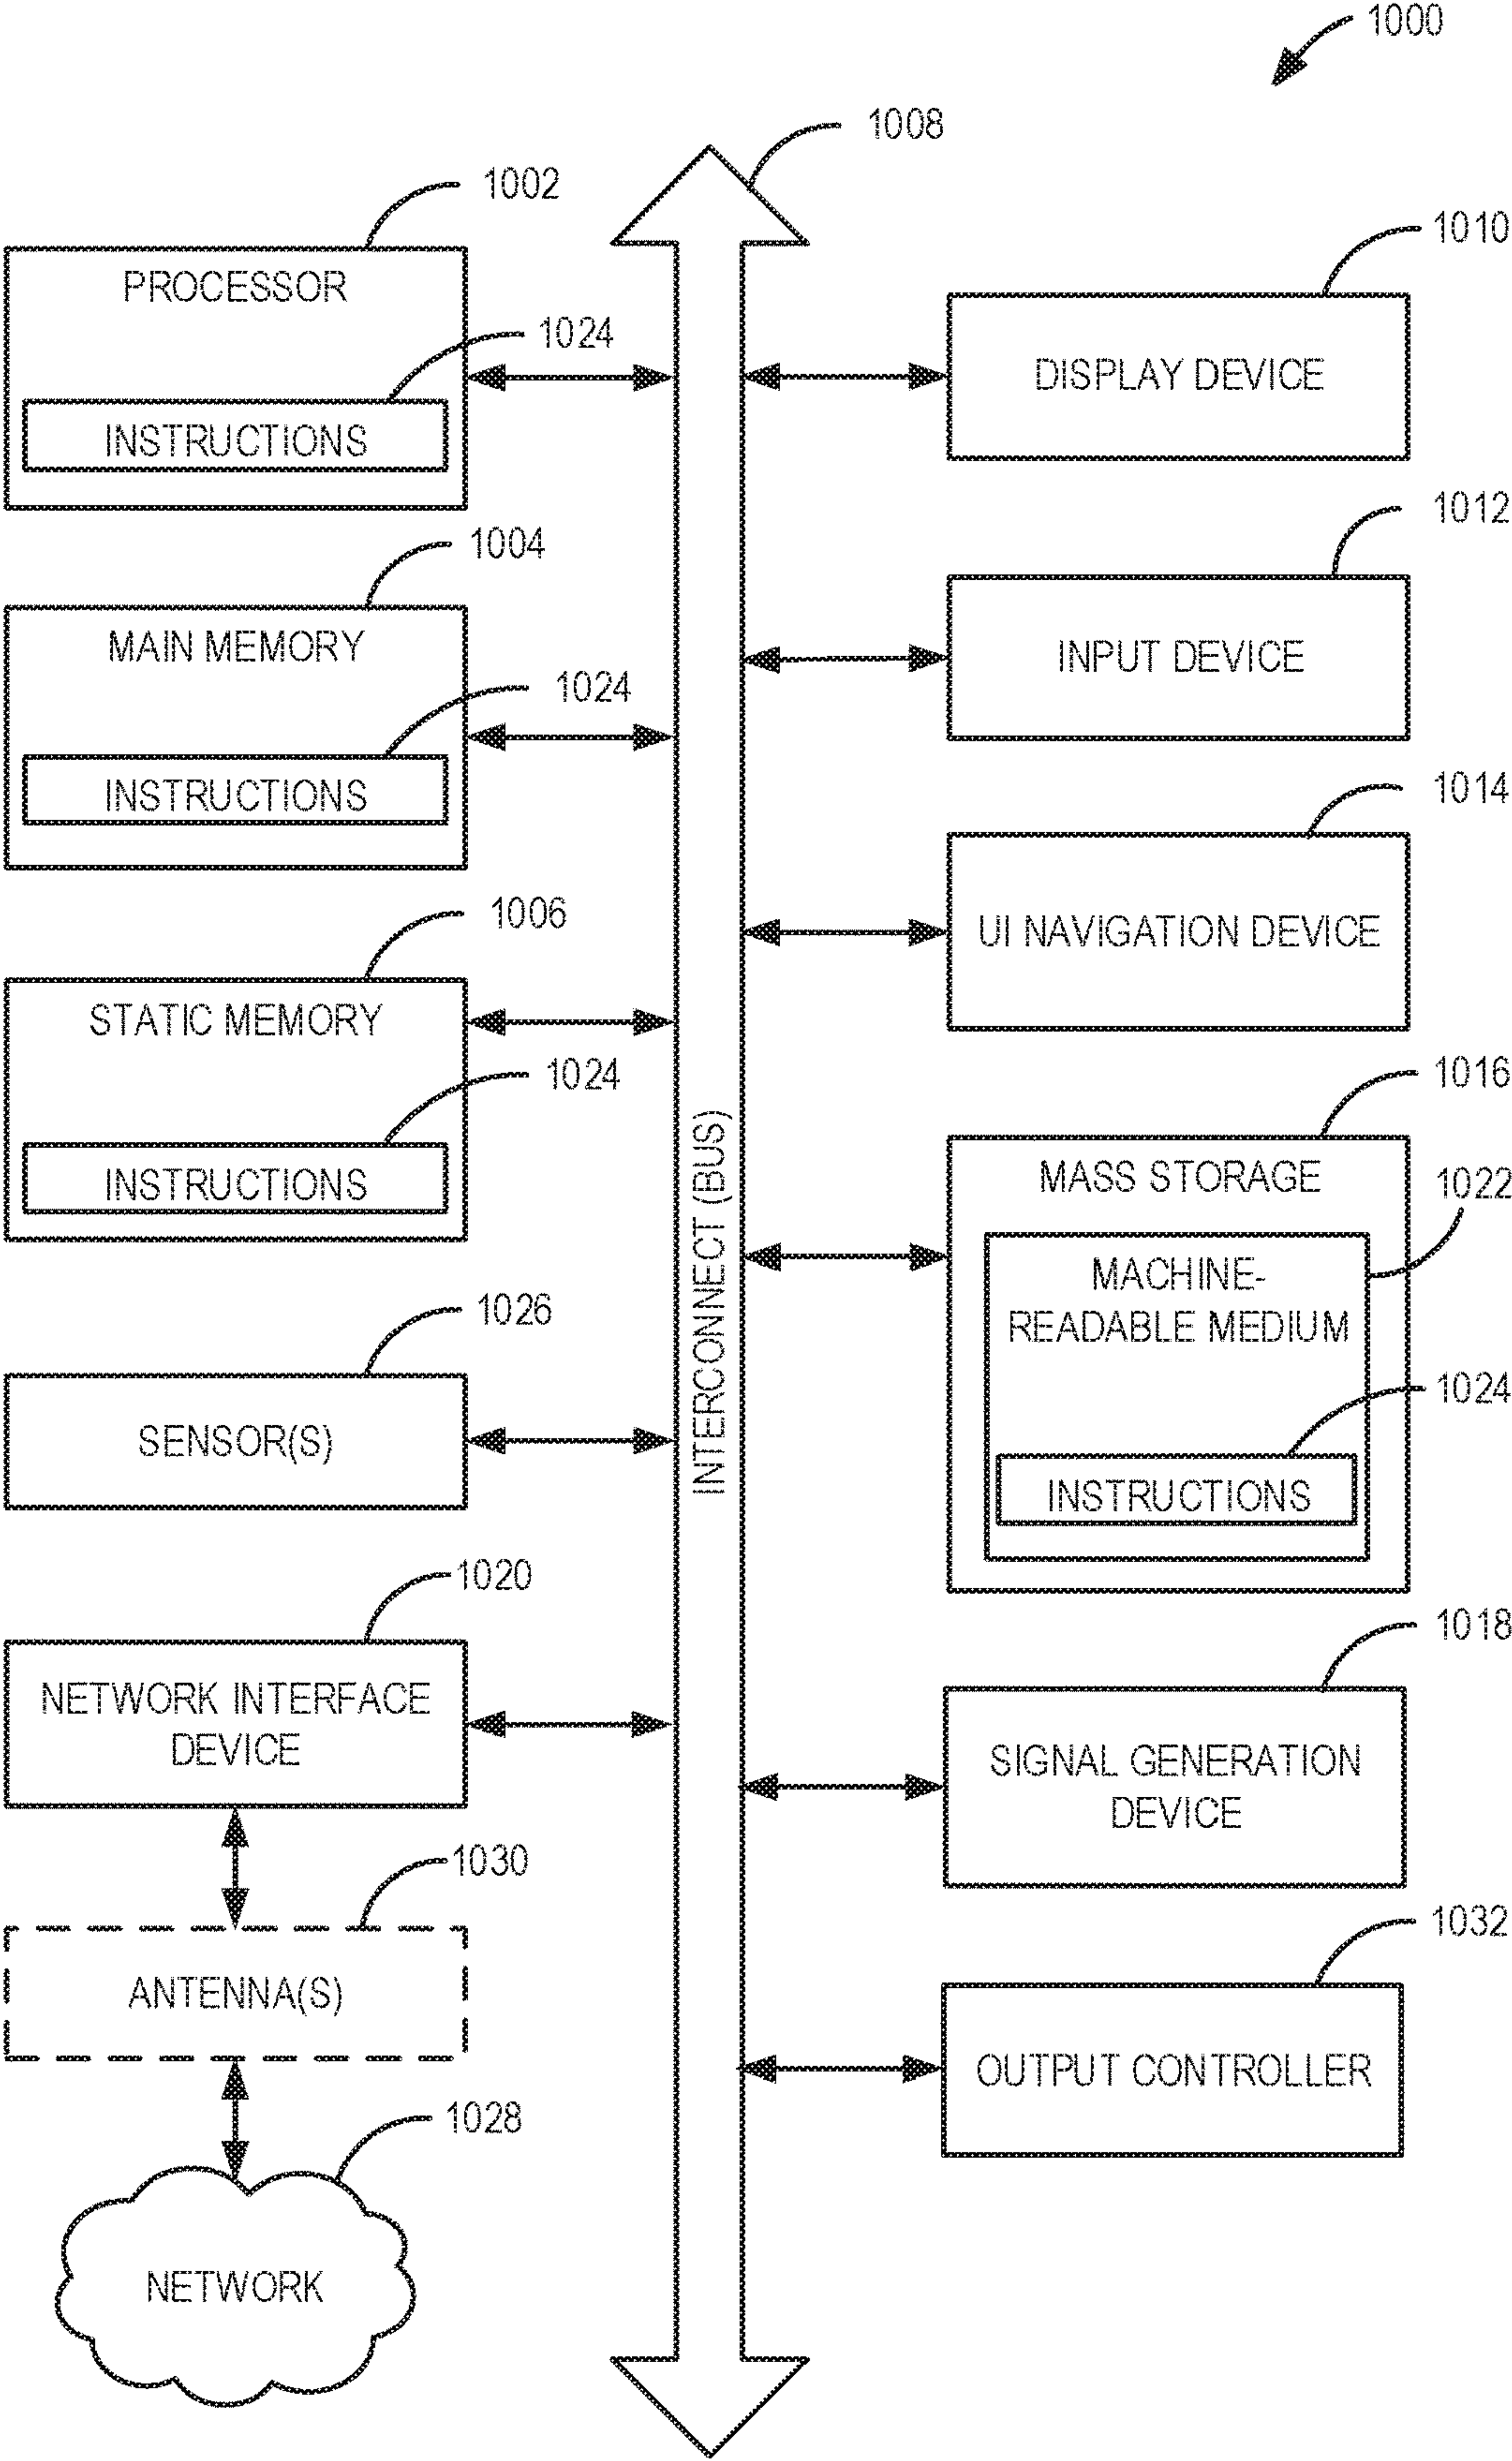 1000
1008
1002
PROCESSOR
1024
INSTRUCTIONS
1004
MAIN MEMORY
1024
INSTRUCTIONS
1006
STATIC MEMORY
1024
INSTRUCTIONS
1026
SENSOR(S)
1020
NETWORK INTERFACE
DEVICE
1030
ANTENNA(S)
1028
NETWORK
INTERCONNECT (BUS)
1010
DISPLAY DEVICE
1012
INPUT DEVICE
1014
UI NAVIGATION DEVICE
1016
MASS STORAGE
1022
MACHINE-
READABLE MEDIUM
1024
INSTRUCTIONS
1018
SIGNAL GENERATION
DEVICE
1032
OUTPUT CONTROLLER